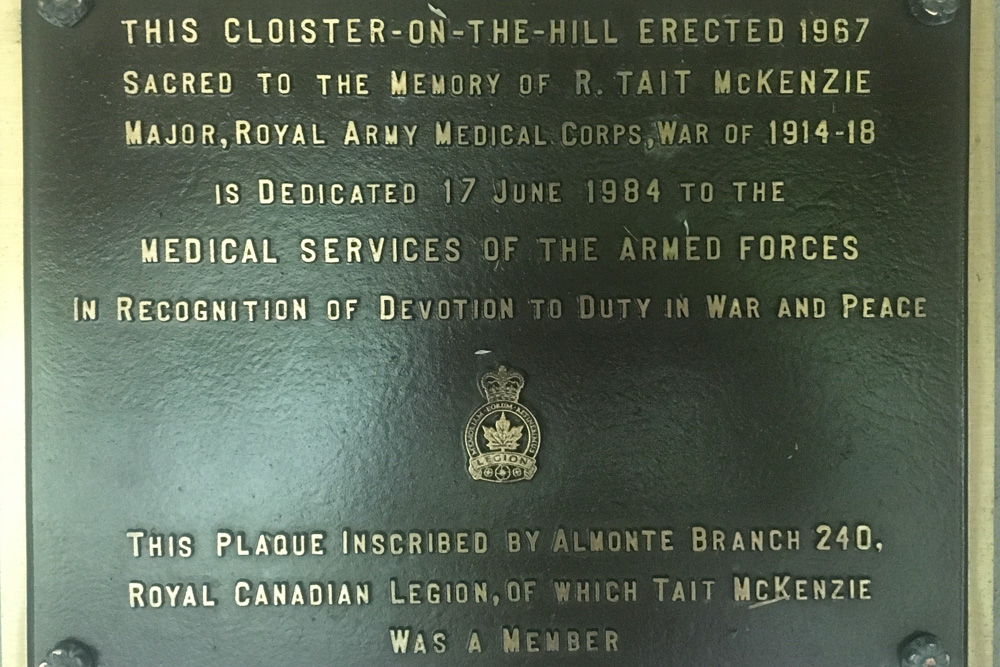 THIS CLOISTER-ON-THE-HILL ERECTED 1967
SACRED TO THE MEMORY OF R. TAIT McKENZIE
MAJOR, ROYAL ARMY MEDICAL CORPS, WAR OF 1914-18
IS DEDICATED 17 JUNE 1984 TO THE
MEDICAL SERVICES OF THE ARMED FORCES
IN RECOGNITION OF DEVOTION TO DUTY IN WAR AND PEACE
MEMORIAM EORUM RETINEBIMUS
LEGION
THIS PLAQUE INSCRIBED BY ALMONTE BRANCH 240,
ROYAL CANADIAN LEGION, OF WHICH TAIT McKENZIE
WAS A MEMBER